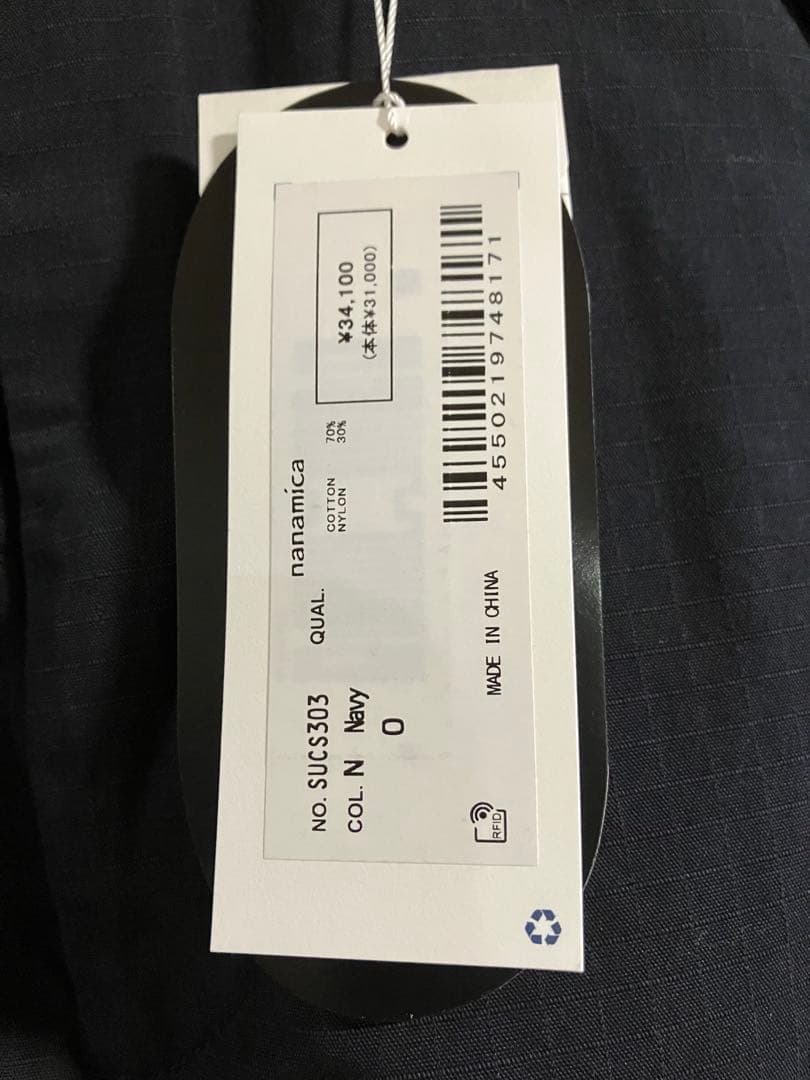 nanamica
NO. SUCS303
QUAL.
COTTON 70%
NYLON 30%
¥34,100
(本体¥31,000)
COL. N Navy
0
4550219748171
MADE IN CHINA
RFID